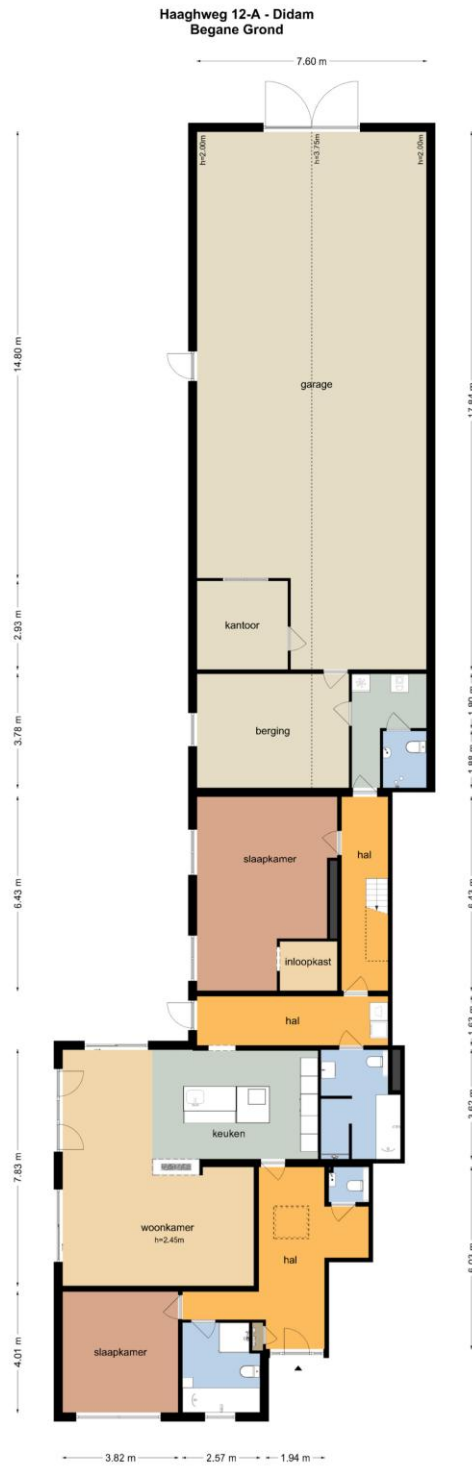 Haaghweg 12-A - Didam
Begane Grond
7.60 m
h=2.00m
h=3.75m
h=2.00m
14.80 m
garage
2.93 m
kantoor
3.78 m
berging
6.43 m
slaapkamer
hal
inloopkast
hal
7.83 m
keuken
woonkamer
h=2.45m
hal
4.01 m
slaapkamer
3.82 m
2.57 m
1.94 m